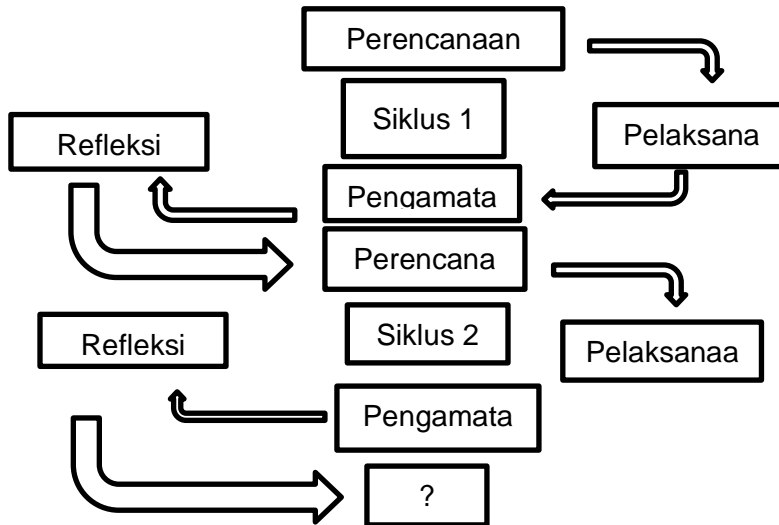 Perencanaan
Siklus 1
Refleksi
Pelaksana
Pengamata
Perencana
Siklus 2
Refleksi
Pelaksanaa
Pengamata
?